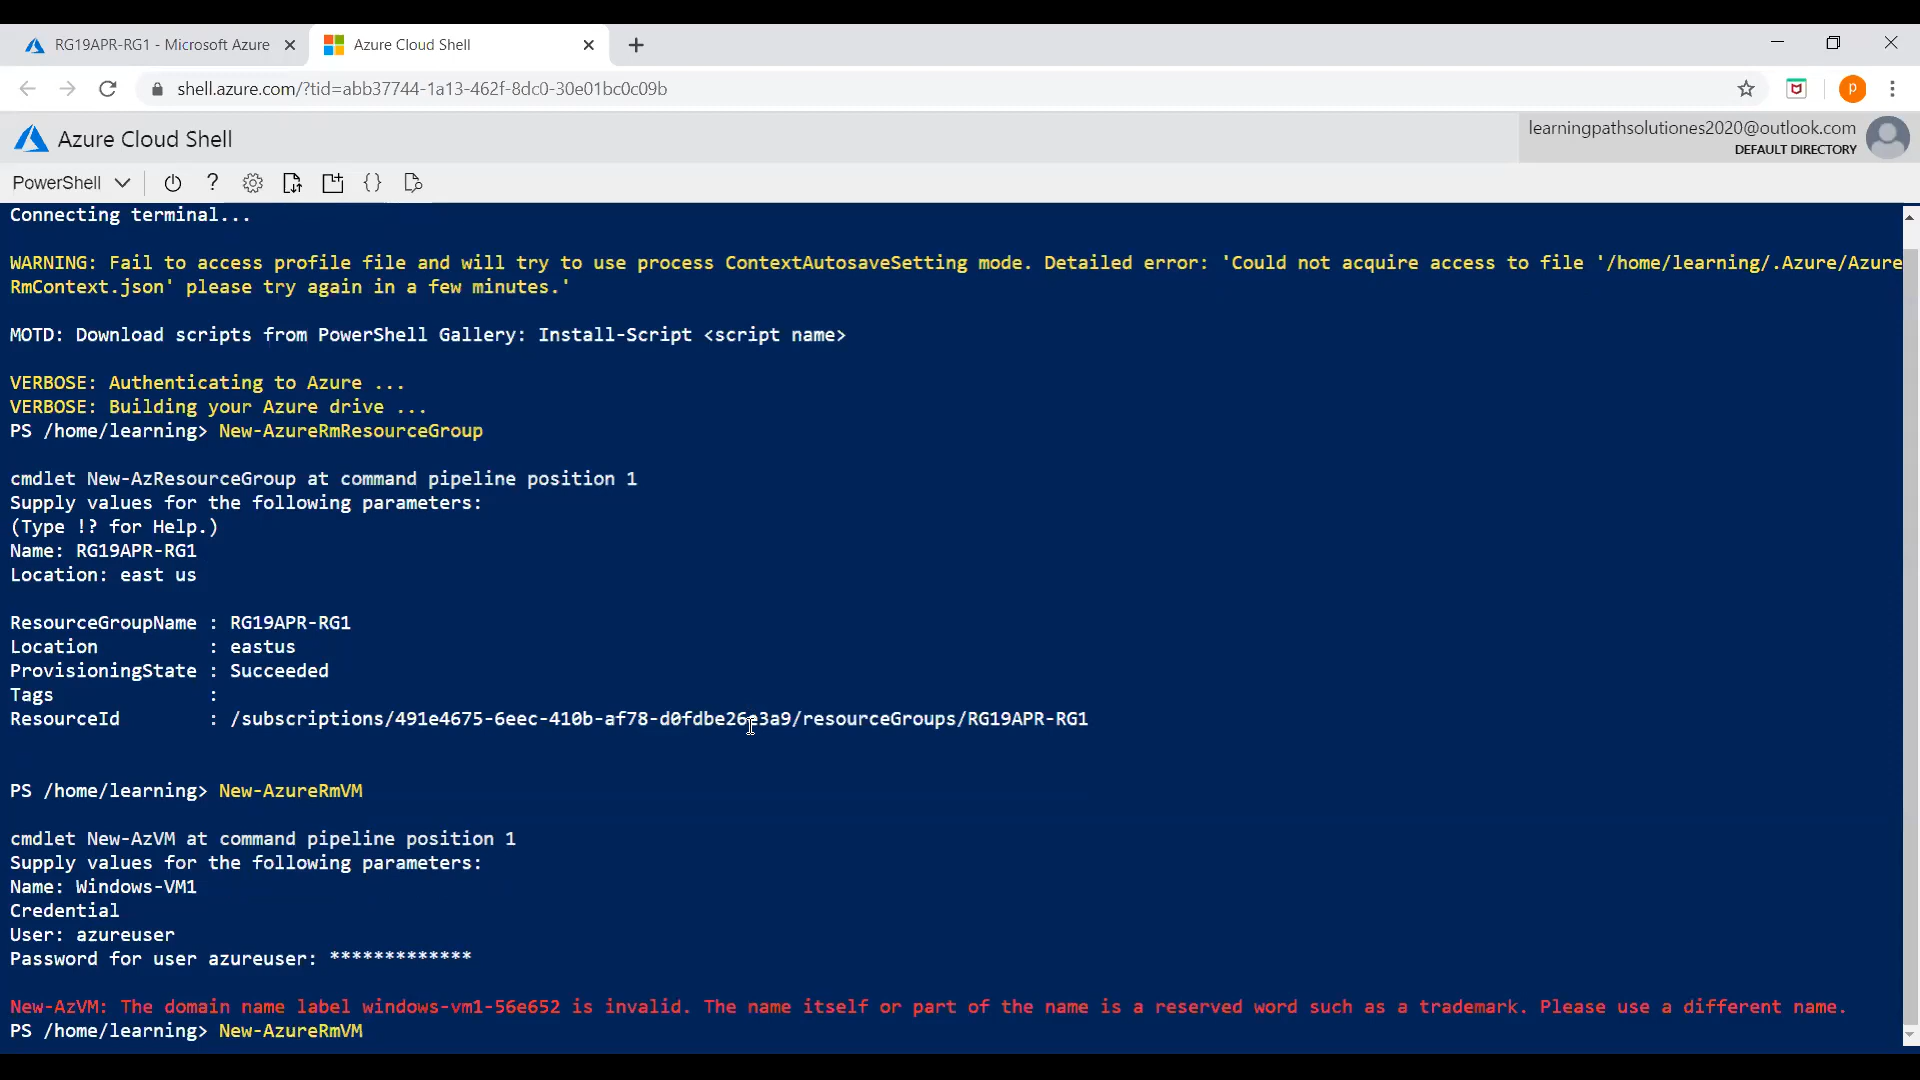 RG19APR-RG1 - Microsoft Azure
Azure Cloud Shell
shell.azure.com/?tid=abb37744-1a13-462f-8dc0-30e01bc0c09b
P
Azure Cloud Shell
learningpathsolutiones2020@outlook.com
DEFAULT DIRECTORY
PowerShell
Connecting terminal...
WARNING: Fail to access profile file and will try to use process ContextAutosaveSetting mode. Detailed error: 'Could not acquire access to file '/home/learning/.Azure/Azure
RmContext.json' please try again in a few minutes.'
MOTD: Download scripts from PowerShell Gallery: Install-Script <script name>
VERBOSE: Authenticating to Azure ...
VERBOSE: Building your Azure drive ...
PS /home/learning> New-AzureRmResourceGroup
cmdlet New-AzResourceGroup at command pipeline position 1
Supply values for the following parameters:
(Type !? for Help.)
Name: RG19APR-RG1
Location: east us
ResourceGroupName : RG19APR-RG1
Location : eastus
ProvisioningState : Succeeded
Tags :
ResourceId : /subscriptions/491e4675-6eec-410b-af78-d0fdbe26e3a9/resourceGroups/RG19APR-RG1
PS /home/learning> New-AzureRmVM
cmdlet New-AzVM at command pipeline position 1
Supply values for the following parameters:
Name: Windows-VM1
Credential
User: azureuser
Password for user azureuser: *************
New-AzVM: The domain name label windows-vm1-56e652 is invalid. The name itself or part of the name is a reserved word such as a trademark. Please use a different name.
PS /home/learning> New-AzureRmVM